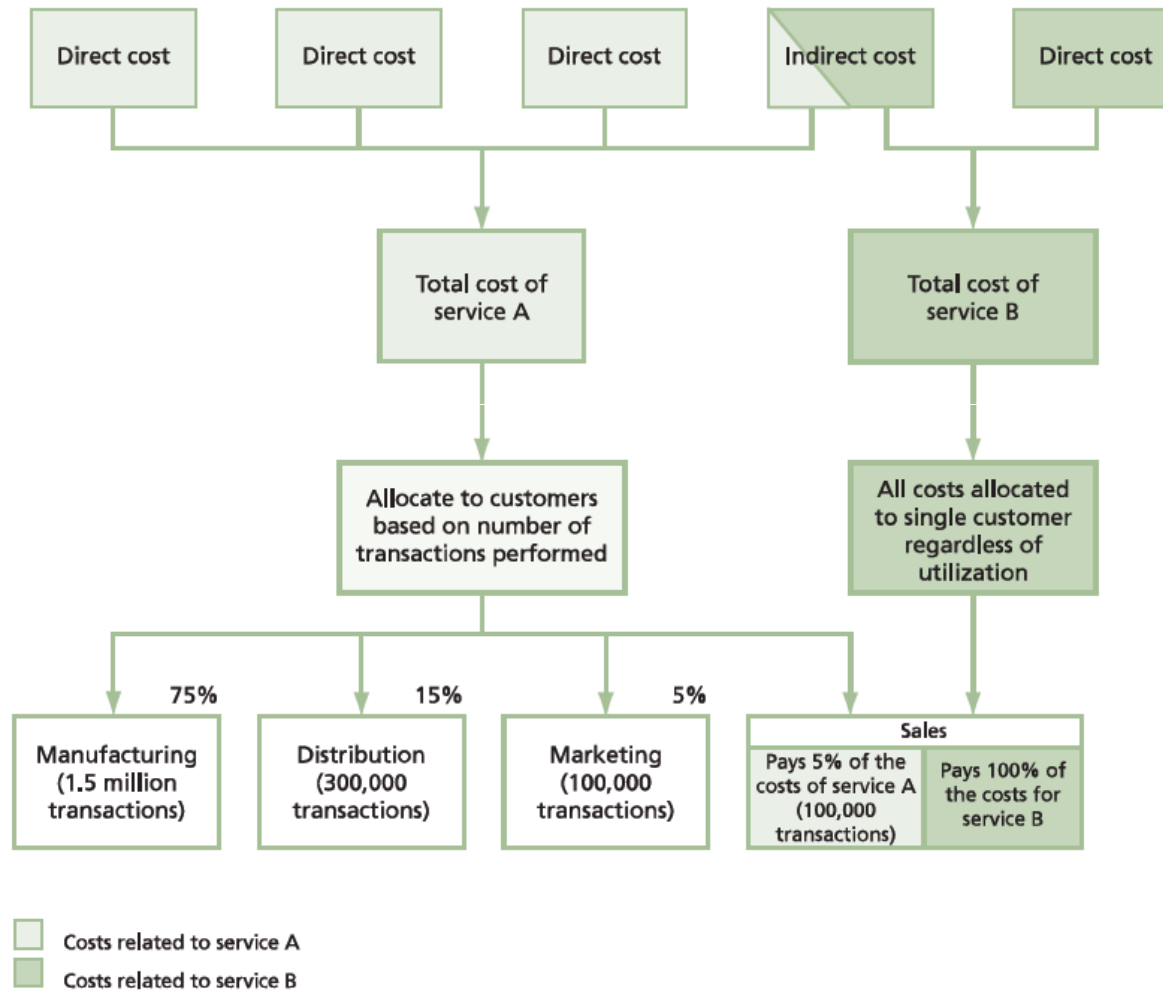 Direct cost
Direct cost
Direct cost
Indirect cost
Direct cost
Total cost of
service A
Total cost of
service B
Allocate to customers
based on number of
transactions performed
All costs allocated
to single customer
regardless of
utilization
75%
15%
5%
Manufacturing
(1.5 million
transactions)
Distribution
(300,000
transactions)
Marketing
(100,000
transactions)
Sales
Pays 5% of the
costs of service A
(100,000
transactions)
Pays 100% of
the costs for
service B
Costs related to service A
Costs related to service B